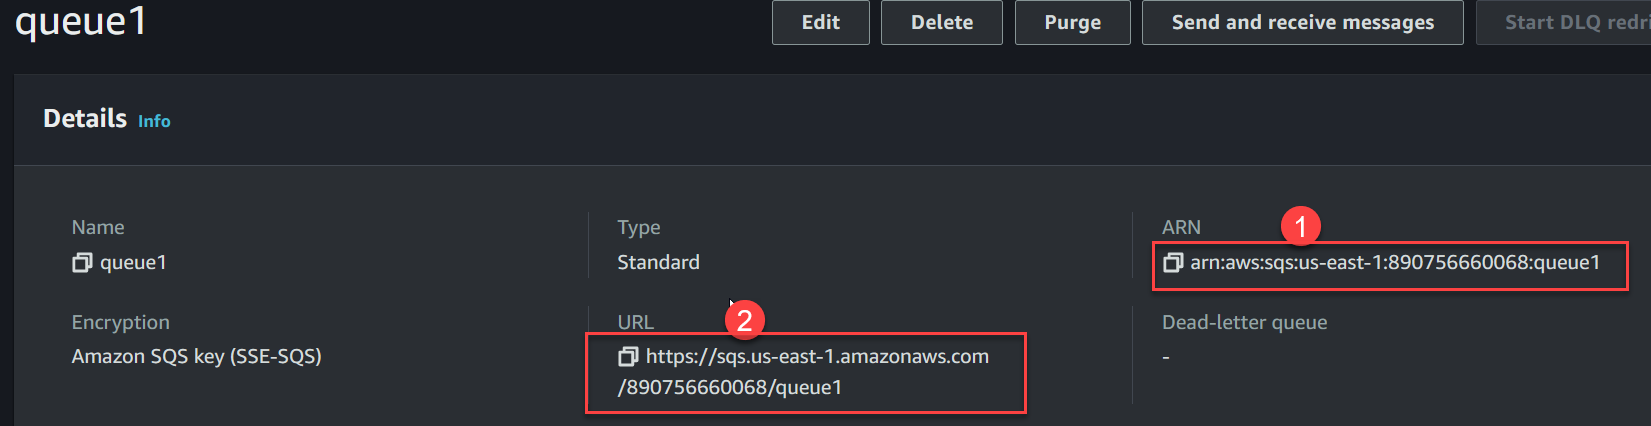 queue1
Edit
Delete
Purge
Send and receive messages
Start DLQ redri
Details Info
Name
queue1
Type
Standard
ARN
1
arn:aws:sqs:us-east-1:890756660068:queue1
Encryption
Amazon SQS key (SSE-SQS)
URL
2
https://sqs.us-east-1.amazonaws.com
/890756660068/queue1
Dead-letter queue
-